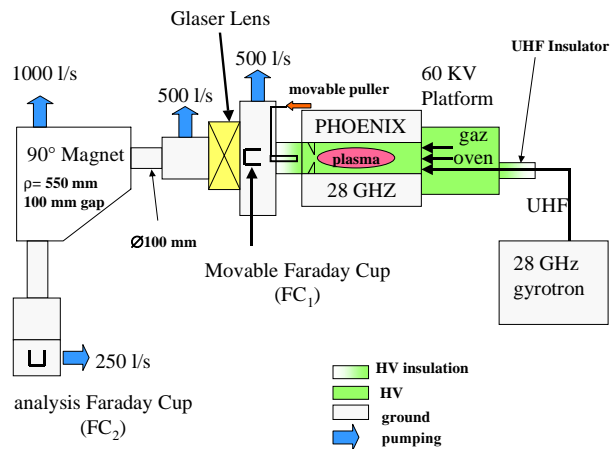 Glaser Lens
1000 l/s
500 l/s
500 l/s
movable puller
60 KV
Platform
UHF Insulator
90° Magnet
ρ= 550 mm
100 mm gap
PHOENIX
plasma
28 GHZ
gaz
oven
UHF
Ø100 mm
Movable Faraday Cup
(FC1)
28 GHz
gyrotron
250 l/s
analysis Faraday Cup
(FC2)
HV insulation
HV
ground
pumping